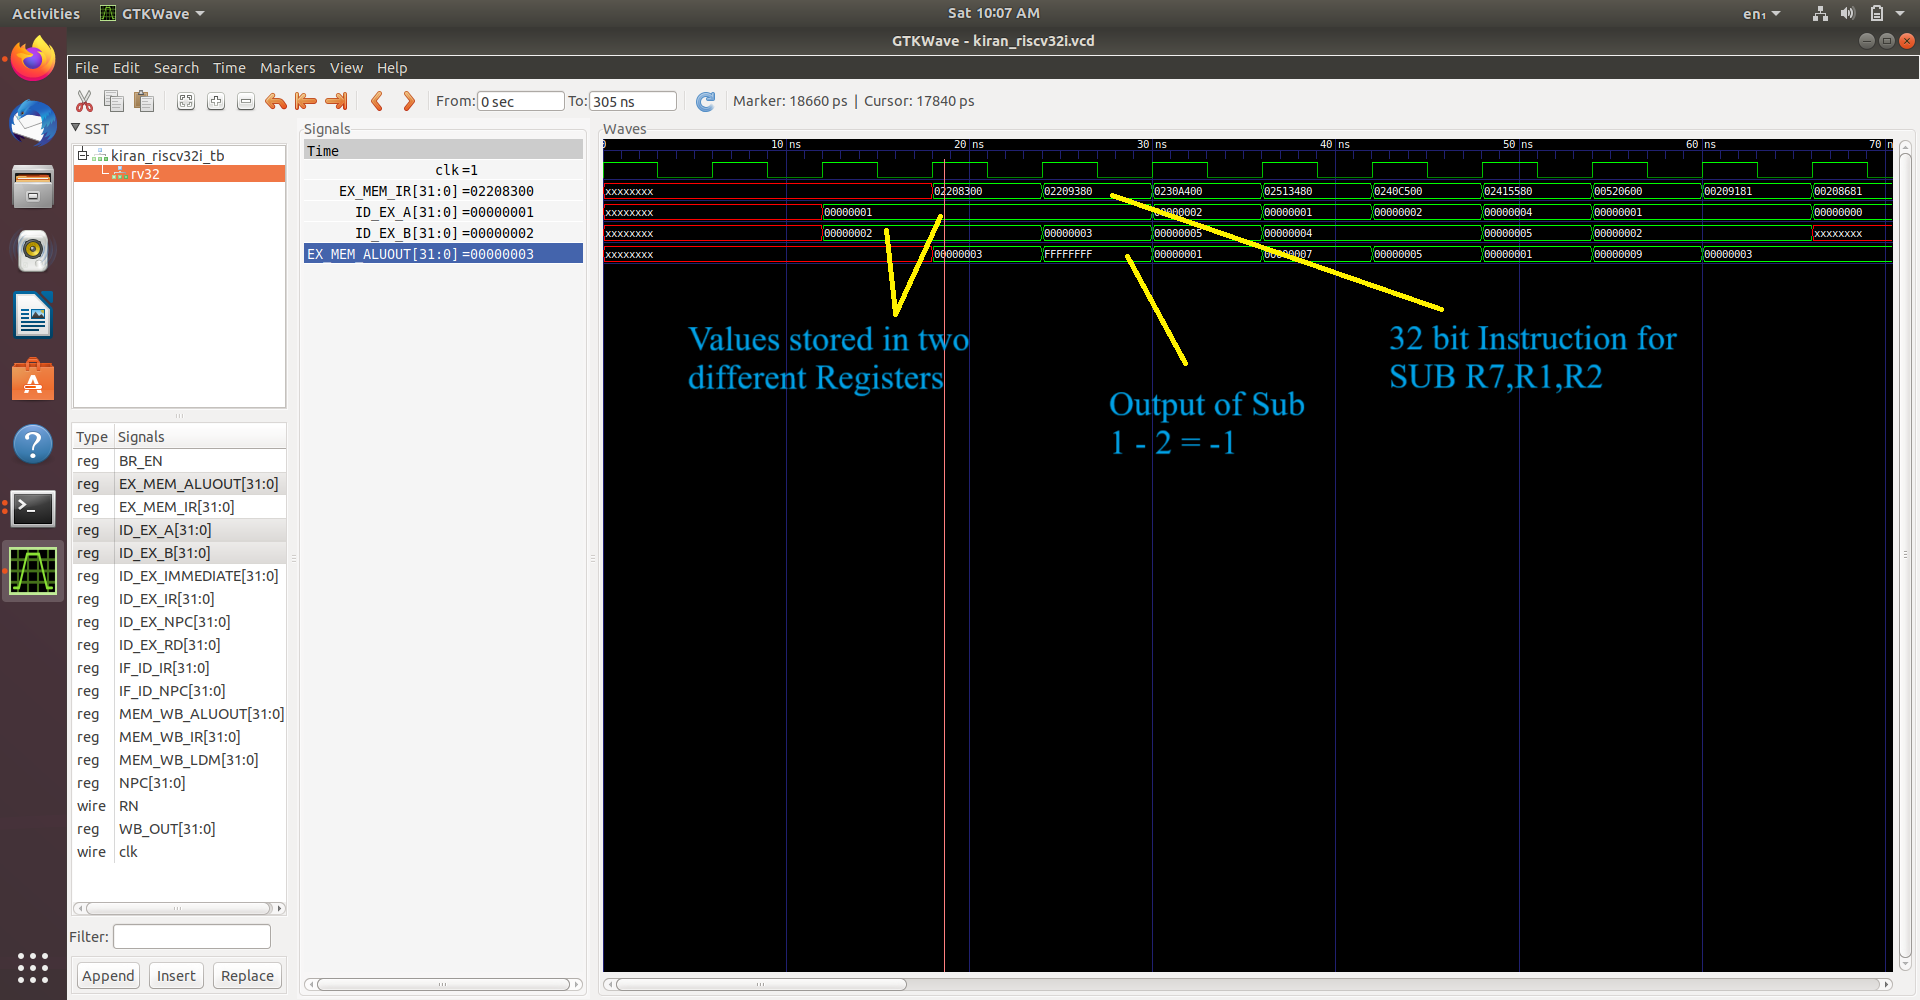 Activities GTKWave Sat 10:07 AM en₁
GTKWave - kiran_riscv32i.vcd
File Edit Search Time Markers View Help
From: 0 sec To: 305 ns Marker: 18660 ps | Cursor: 17840 ps
SST
kiran_riscv32i_tb
rv32
Type Signals
reg BR_EN
reg EX_MEM_ALUOUT[31:0]
reg EX_MEM_IR[31:0]
reg ID_EX_A[31:0]
reg ID_EX_B[31:0]
reg ID_EX_IMMEDIATE[31:0]
reg ID_EX_IR[31:0]
reg ID_EX_NPC[31:0]
reg ID_EX_RD[31:0]
reg IF_ID_IR[31:0]
reg IF_ID_NPC[31:0]
reg MEM_WB_ALUOUT[31:0]
reg MEM_WB_IR[31:0]
reg MEM_WB_LDM[31:0]
reg NPC[31:0]
wire RN
reg WB_OUT[31:0]
wire clk
Filter:
Append Insert Replace
Signals
Time
clk =1
EX_MEM_IR[31:0] =02208300
ID_EX_A[31:0] =00000001
ID_EX_B[31:0] =00000002
EX_MEM_ALUOUT[31:0] =00000003
Waves
0 10 ns 20 ns 30 ns 40 ns 50 ns 60 ns 70 n
xxxxxxxx 02208300 02209380 0230A400 02513480 0240C500 02415580 00520600 00209181 00208681
xxxxxxxx 00000001 00000002 00000001 00000002 00000004 00000001 00000000
xxxxxxxx 00000002 00000003 00000005 00000004 00000005 00000002 xxxxxxxx
xxxxxxxx 00000003 FFFFFFFF 00000001 00000007 00000005 00000001 00000009 00000003
Values stored in two
different Registers
Output of Sub
1 - 2 = -1
32 bit Instruction for
SUB R7,R1,R2